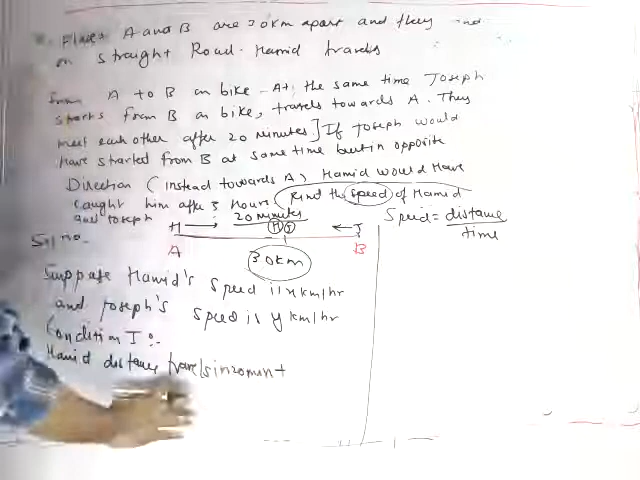 Places A and B are 30km apart and they
on straight Road. Hamid travels
from A to B on bike - At the same time Joseph
starts from B on bike, travels towards A. They
meet each other after 20 minutes] If Joseph would
have started from B at same time but in opposite
Direction (instead towards A) Hamid would Have
caught him after 3 hours (Find the speed of Hamid
and Joseph
Speed = distance
time
20 minutes
H
H J
J
A
B
30km
Suppose Hamid's Speed is x km/hr
and Joseph's Speed is y km/hr
Condition I :-
Hamid distance travels in 20 minut